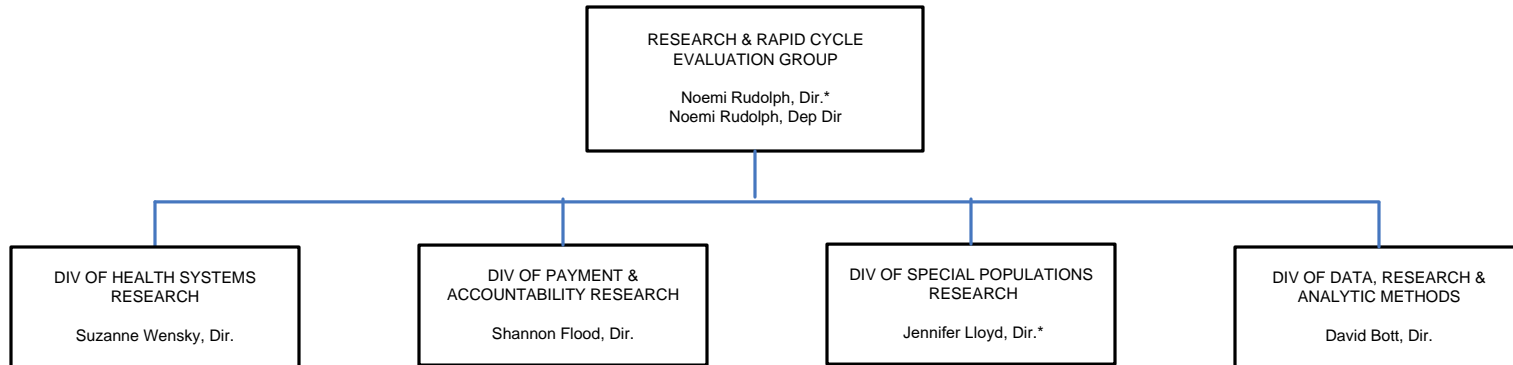 RESEARCH & RAPID CYCLE
EVALUATION GROUP
Noemi Rudolph, Dir.*
Noemi Rudolph, Dep Dir
DIV OF HEALTH SYSTEMS
RESEARCH
Suzanne Wensky, Dir.
DIV OF PAYMENT &
ACCOUNTABILITY RESEARCH
Shannon Flood, Dir.
DIV OF SPECIAL POPULATIONS
RESEARCH
Jennifer Lloyd, Dir.*
DIV OF DATA, RESEARCH &
ANALYTIC METHODS
David Bott, Dir.